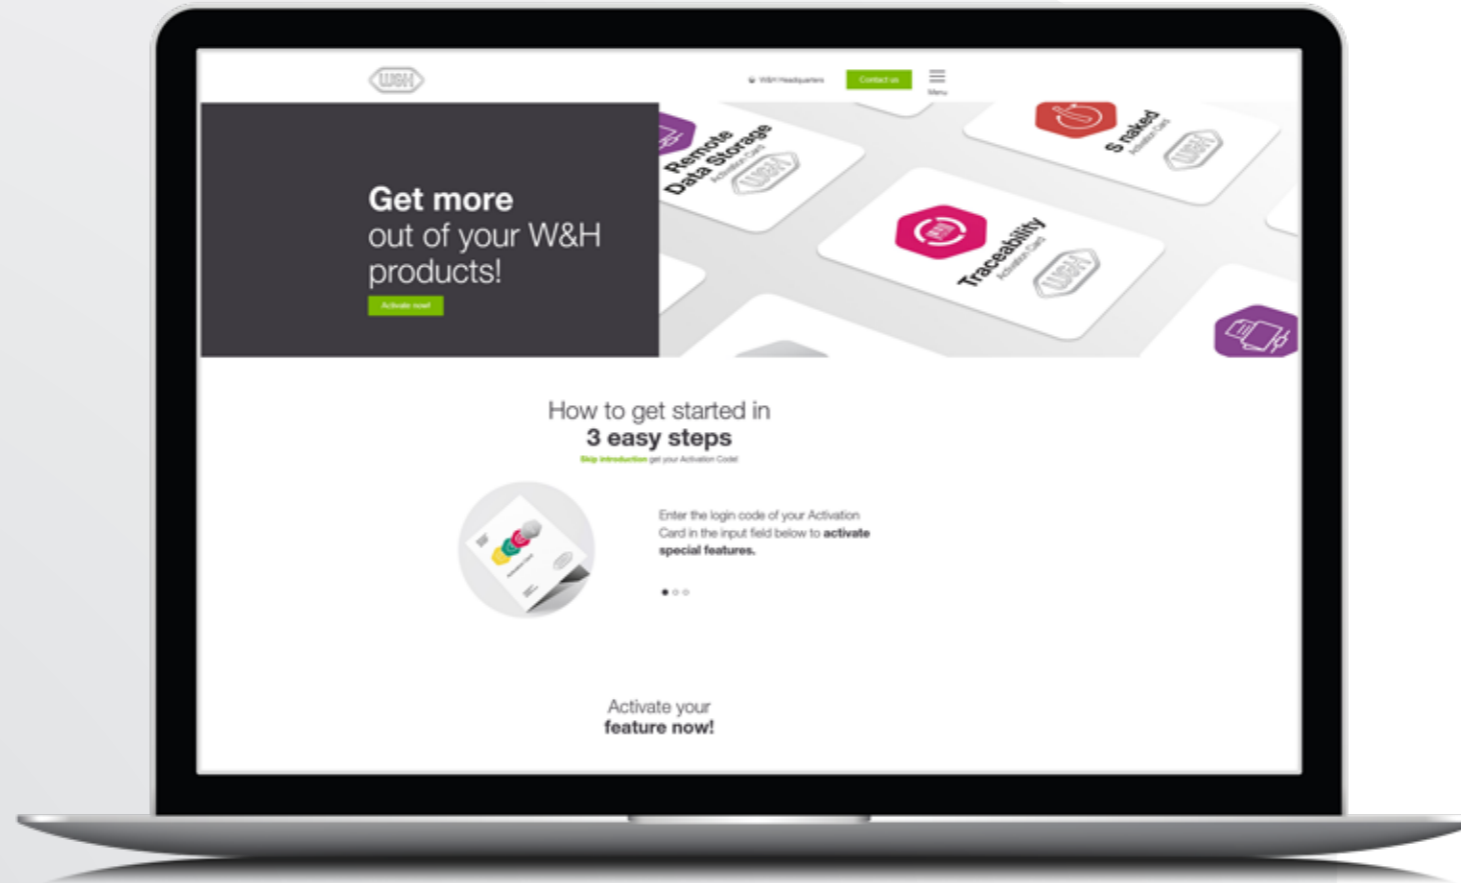 W&H
W&H Headquarters
Contact us
Menu
Get more
out of your W&H
products!
Activate now!
Remote
Data Storage
Activation Card
W&H
S naked
Activation Card
W&H
Traceability
Activation Card
W&H
How to get started in
3 easy steps
Skip introduction get your Activation Code!
Enter the login code of your Activation
Card in the input field below to activate
special features.
Activation Card
Activate your
feature now!